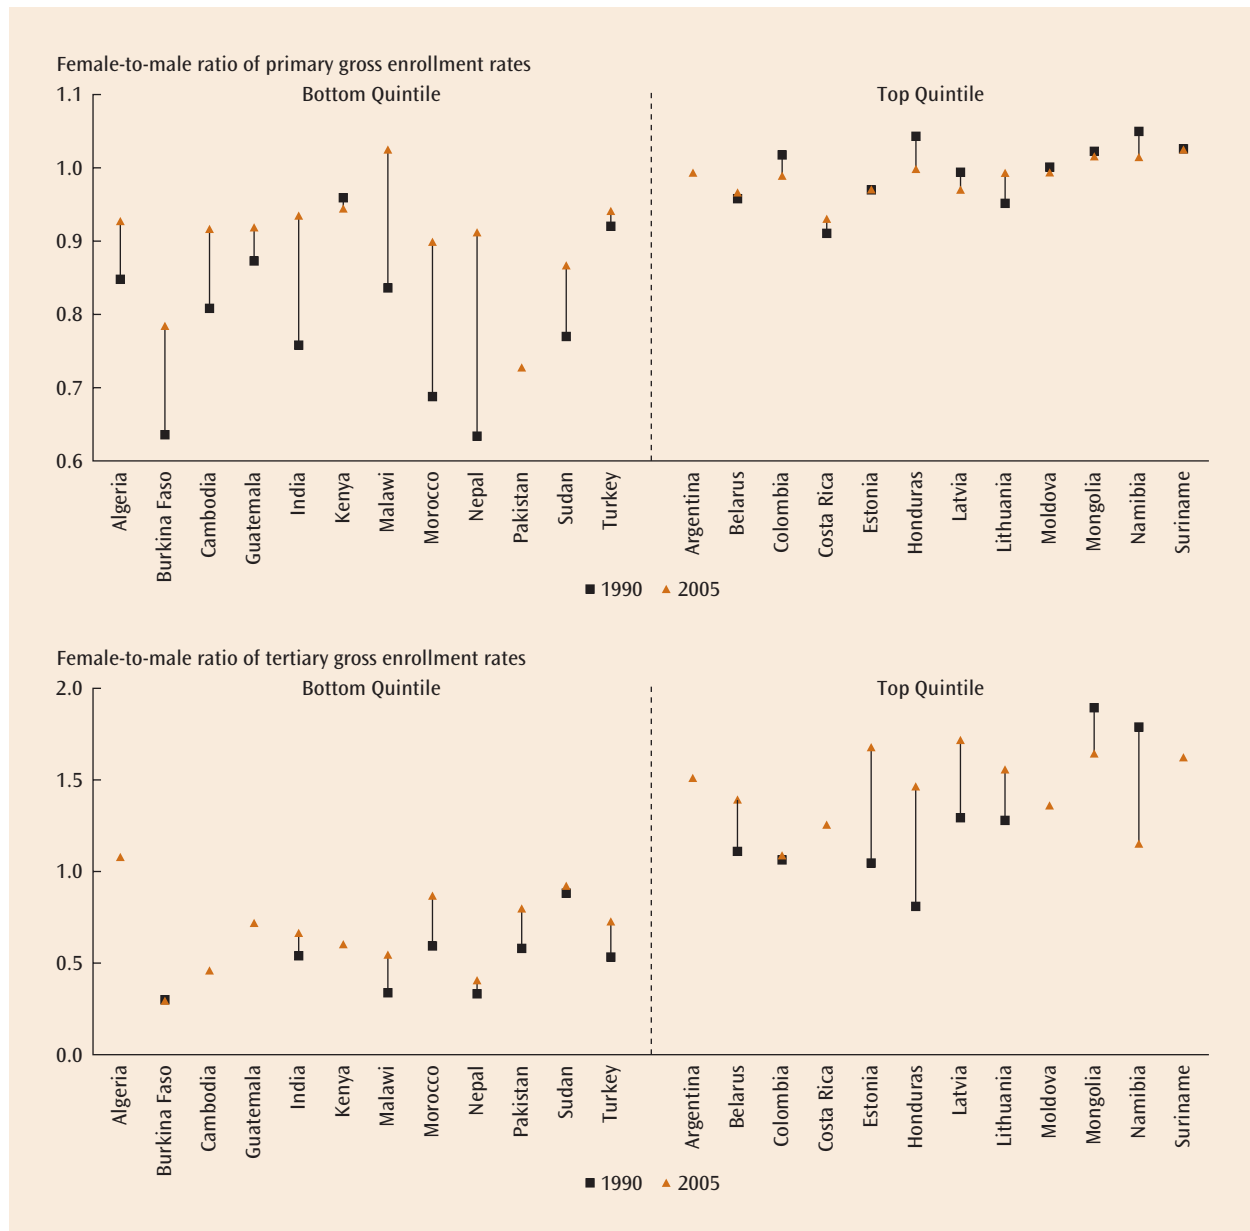 Female-to-male ratio of primary gross enrollment rates
Bottom Quintile Top Quintile
1.1
1.0
0.9
0.8
0.7
0.6
Algeria Burkina Faso Cambodia Guatemala India Kenya Malawi Morocco Nepal Pakistan Sudan Turkey Argentina Belarus Colombia Costa Rica Estonia Honduras Latvia Lithuania Moldova Mongolia Namibia Suriname
1990 2005
Female-to-male ratio of tertiary gross enrollment rates
Bottom Quintile Top Quintile
2.0
1.5
1.0
0.5
0.0
Algeria Burkina Faso Cambodia Guatemala India Kenya Malawi Morocco Nepal Pakistan Sudan Turkey Argentina Belarus Colombia Costa Rica Estonia Honduras Latvia Lithuania Moldova Mongolia Namibia Suriname
1990 2005